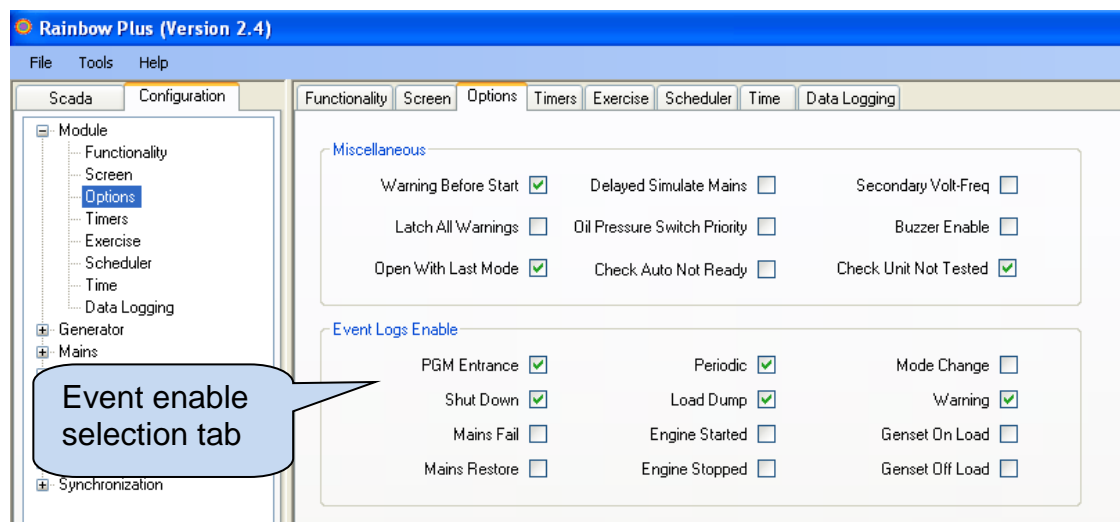 Rainbow Plus (Version 2.4)
File Tools Help
Scada Configuration
Functionality Screen Options Timers Exercise Scheduler Time Data Logging
Module
Functionality
Screen
Options
Timers
Exercise
Scheduler
Time
Data Logging
Generator
Mains
Synchronization
Event enable
selection tab
Miscellaneous
Warning Before Start Delayed Simulate Mains Secondary Volt-Freq
Latch All Warnings Oil Pressure Switch Priority Buzzer Enable
Open With Last Mode Check Auto Not Ready Check Unit Not Tested
Event Logs Enable
PGM Entrance Periodic Mode Change
Shut Down Load Dump Warning
Mains Fail Engine Started Genset On Load
Mains Restore Engine Stopped Genset Off Load